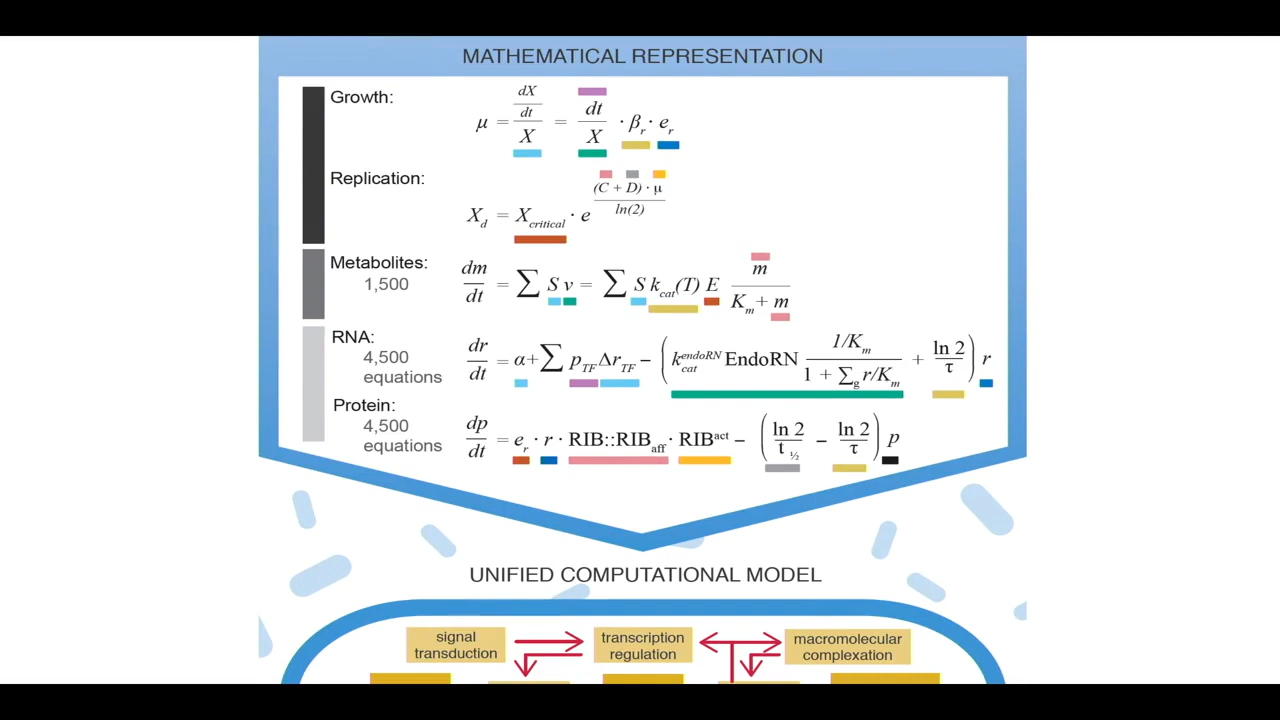 MATHEMATICAL REPRESENTATION
Growth:
μ = (dX/dt)/X = dt/X · β_r · e_r
Replication:
X_d = X_critical · e^((C + D) · μ / ln(2))
Metabolites:
1,500
dm/dt = ∑ S v = ∑ S k_cat(T) E m/(K_m + m)
RNA:
4,500
equations
dr/dt = α + ∑ p_TF Δr_TF − (k_cat^endoRN EndoRN (1/K_m)/(1 + ∑_g r/K_m) + ln 2/τ) r
Protein:
4,500
equations
dp/dt = e_r · r · RIB::RIB_aff · RIB^act − (ln 2/t_½ − ln 2/τ) p
UNIFIED COMPUTATIONAL MODEL
signal
transduction
transcription
regulation
macromolecular
complexation